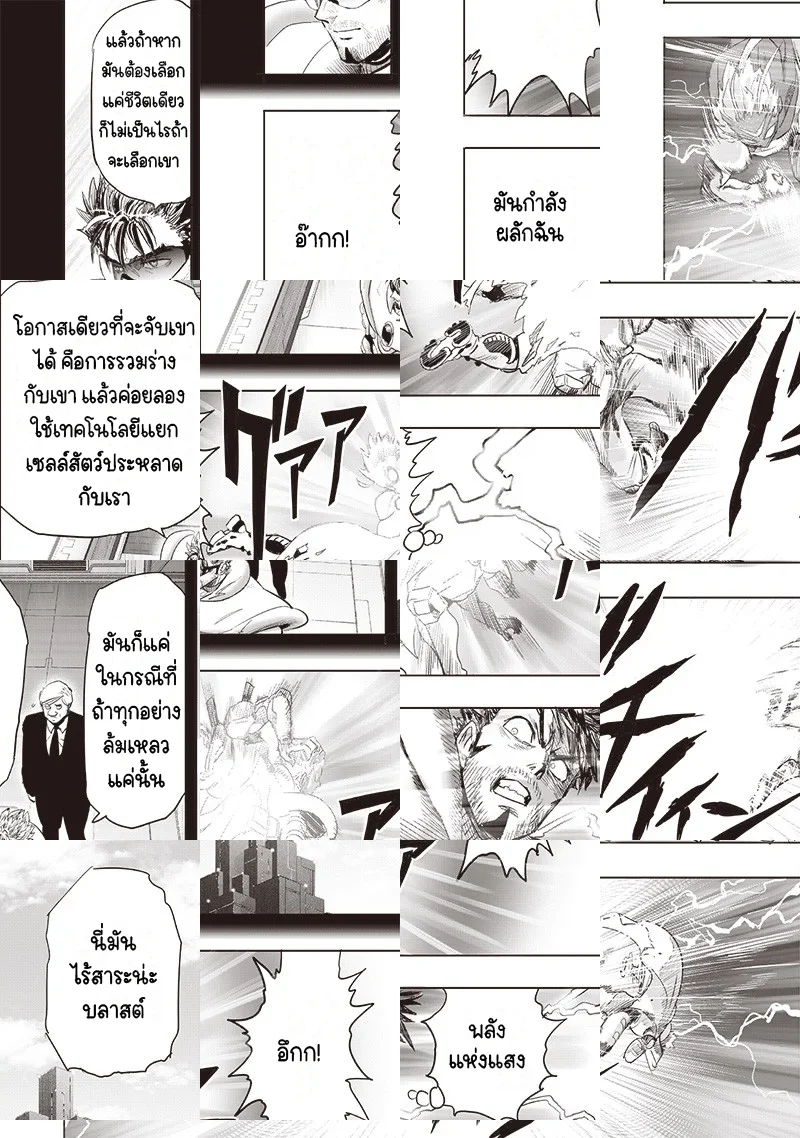 แล้วถ้าหาก
มันต้องเลือก
แค่ชีวิตเดียว
ก็ไม่เป็นไรถ้า
จะเลือกเขา
อ๊ากก!
มันกำลัง
ผลักฉัน
โอกาสเดียวที่จะจับเขา
ได้ คือการรวมร่าง
กับเขา แล้วค่อยลอง
ใช้เทคโนโลยีแยก
เซลล์สัตว์ประหลาด
กับเรา
グアア
มันก็แค่
ในกรณีที่
ถ้าทุกอย่าง
ล้มเหลว
แค่นั้น
นี่มัน
ไร้สาระน่ะ
บลาสต์
อึกก!
พลัง
แห่งแสง